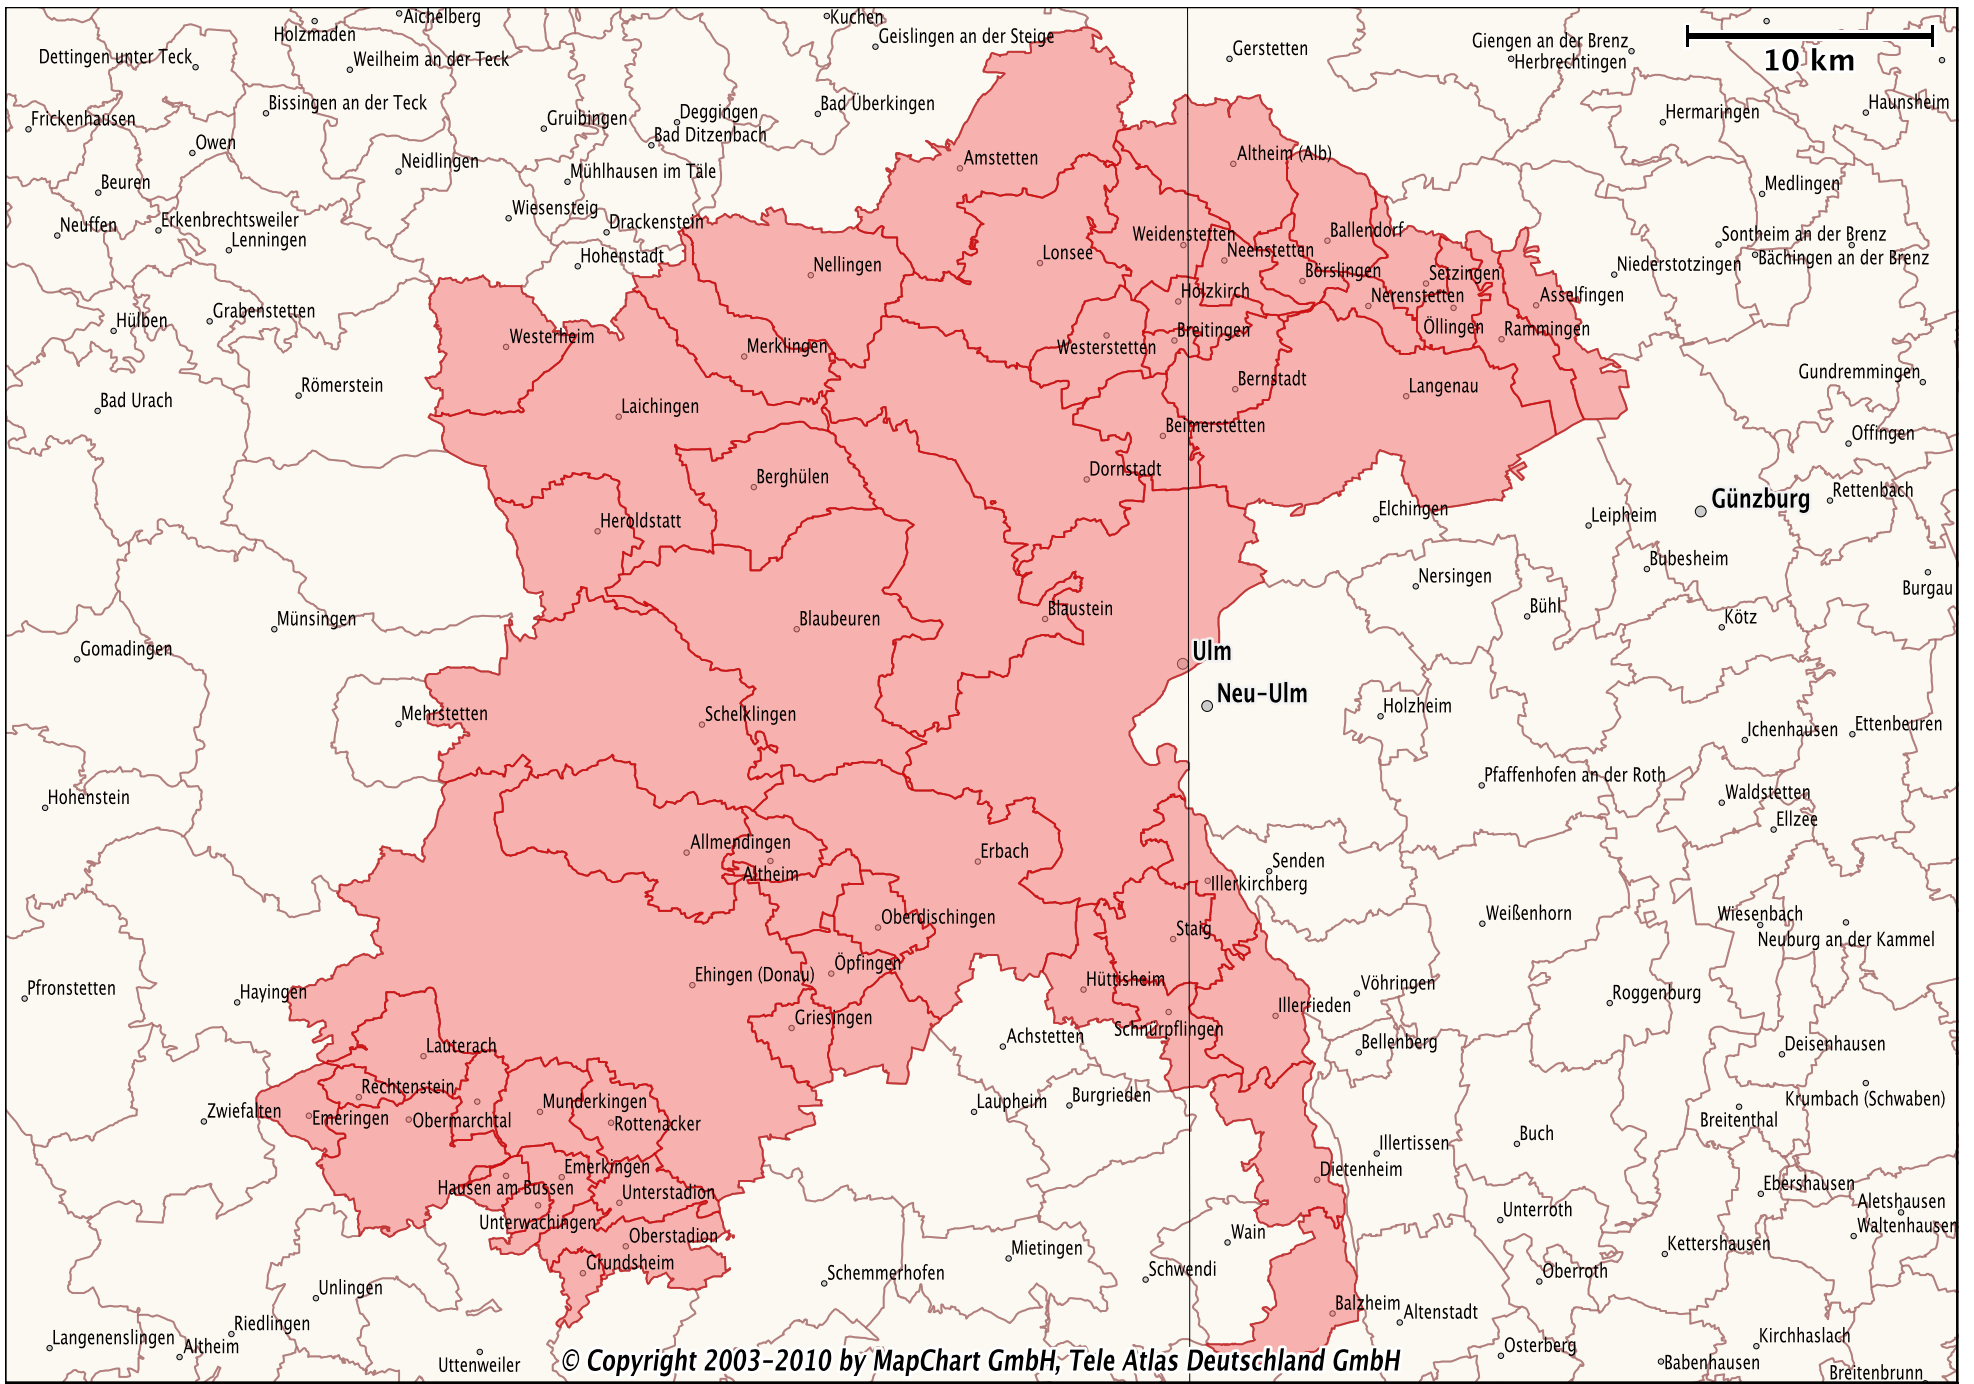 Aichelberg
Kuchen
Holzmaden
Geislingen an der Steige
Gerstetten
Giengen an der Brenz
Herbrechtingen
10 km
Dettingen unter Teck
Weilheim an der Teck
Bissingen an der Teck
Bad Überkingen
Haunsheim
Frickenhausen
Gruibingen
Deggingen
Hermaringen
Bad Ditzenbach
Owen
Neidlingen
Amstetten
Altheim (Alb)
Mühlhausen im Täle
Beuren
Medlingen
Wiesensteig
Neuffen
Erkenbrechtsweiler
Drackenstein
Lenningen
Weidenstetten
Ballendorf
Sontheim an der Brenz
Hohenstadt
Lonsee
Neenstetten
Bächingen an der Brenz
Nellingen
Börslingen
Setzingen
Niederstotzingen
Holzkirch
Nerenstetten
Asselfingen
Grabenstetten
Hülben
Westerheim
Breitingen
Öllingen
Rammingen
Merklingen
Westerstetten
Gundremmingen
Römerstein
Bernstadt
Langenau
Bad Urach
Laichingen
Beimerstetten
Offingen
Berghülen
Dornstadt
Rettenbach
Günzburg
Elchingen
Leipheim
Heroldstatt
Bubesheim
Nersingen
Burgau
Bühl
Blaustein
Münsingen
Blaubeuren
Kötz
Gomadingen
Ulm
Neu-Ulm
Holzheim
Mehrstetten
Schelklingen
Ichenhausen
Ettenbeuren
Pfaffenhofen an der Roth
Hohenstein
Waldstetten
Ellzee
Allmendingen
Erbach
Senden
Altheim
Illerkirchberg
Oberdischingen
Weißenhorn
Wiesenbach
Staig
Neuburg an der Kammel
Öpfingen
Ehingen (Donau)
Hüttisheim
Vöhringen
Pfronstetten
Hayingen
Roggenburg
Illerrieden
Griesingen
Schnürpflingen
Achstetten
Bellenberg
Deisenhausen
Lauterach
Rechtenstein
Laupheim
Burgrieden
Munderkingen
Krumbach (Schwaben)
Zwiefalten
Emeringen
Obermarchtal
Rottenacker
Breitenthal
Buch
Illertissen
Emerkingen
Dietenheim
Hausen am Bussen
Unterstadion
Ebershausen
Aletshausen
Unterwachingen
Unterroth
Waltenhausen
Oberstadion
Wain
Mietingen
Kettershausen
Grundsheim
Schemmerhofen
Schwendi
Oberroth
Unlingen
Balzheim
Altenstadt
Riedlingen
Langenenslingen
Altheim
Kirchhaslach
Osterberg
Uttenweiler
© Copyright 2003-2010 by MapChart GmbH, Tele Atlas Deutschland GmbH
Babenhausen
Breitenbrunn